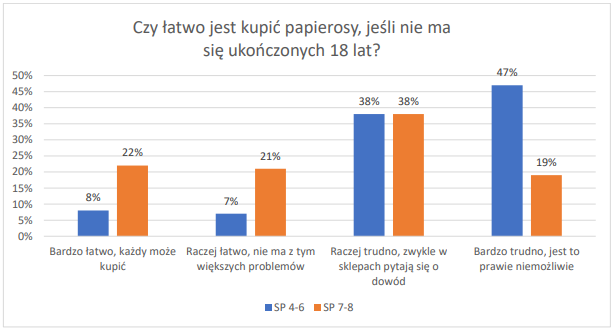 Czy łatwo jest kupić papierosy, jeśli nie ma
się ukończonych 18 lat?
50%
45%
40%
35%
30%
25%
20%
15%
10%
5%
0%
8%
22%
7%
21%
38%
38%
47%
19%
Bardzo łatwo, każdy może
kupić
Raczej łatwo, nie ma z tym
większych problemów
Raczej trudno, zwykle w
sklepach pytają się o
dowód
Bardzo trudno, jest to
prawie niemożliwie
SP 4-6
SP 7-8